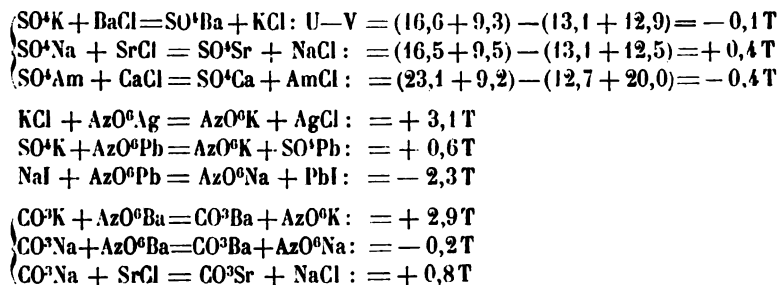 SO⁴K + BaCl = SO⁴Ba + KCl : U—V = (16,6 + 9,3) — (13,1 + 12,9) = — 0,1 T
SO⁴Na + SrCl = SO⁴Sr + NaCl : = (16,5 + 9,5) — (13,1 + 12,5) = + 0,4 T
SO⁴Am + CaCl = SO⁴Ca + AmCl : = (23,1 + 9,2) — (12,7 + 20,0) = — 0,4 T
KCl + AzO⁶Ag = AzO⁶K + AgCl : = + 3,1 T
SO⁴K + AzO⁶Pb = AzO⁶K + SO⁴Pb : = + 0,6 T
NaI + AzO⁶Pb = AzO⁶Na + PbI : = — 2,3 T
CO³K + AzO⁶Ba = CO³Ba + AzO⁶K : = + 2,9 T
CO³Na + AzO⁶Ba = CO³Ba + AzO⁶Na : = — 0,2 T
CO³Na + SrCl = CO³Sr + NaCl : = + 0,8 T